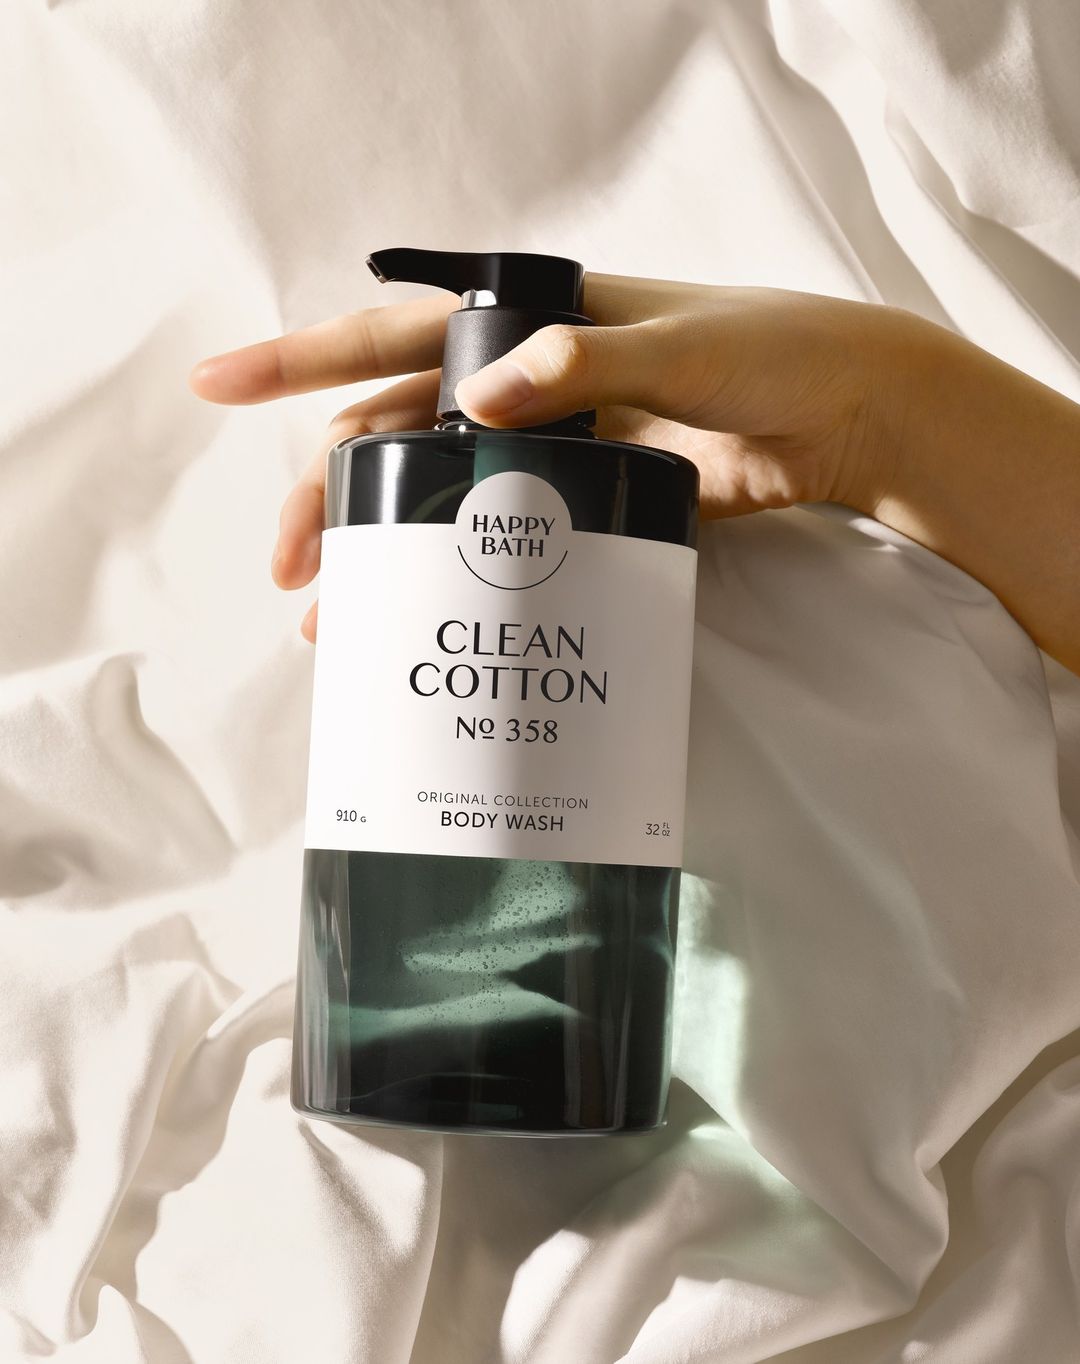 HAPPY
BATH
CLEAN
COTTON
Nº 358
ORIGINAL COLLECTION
BODY WASH
910 G
32 FL OZ